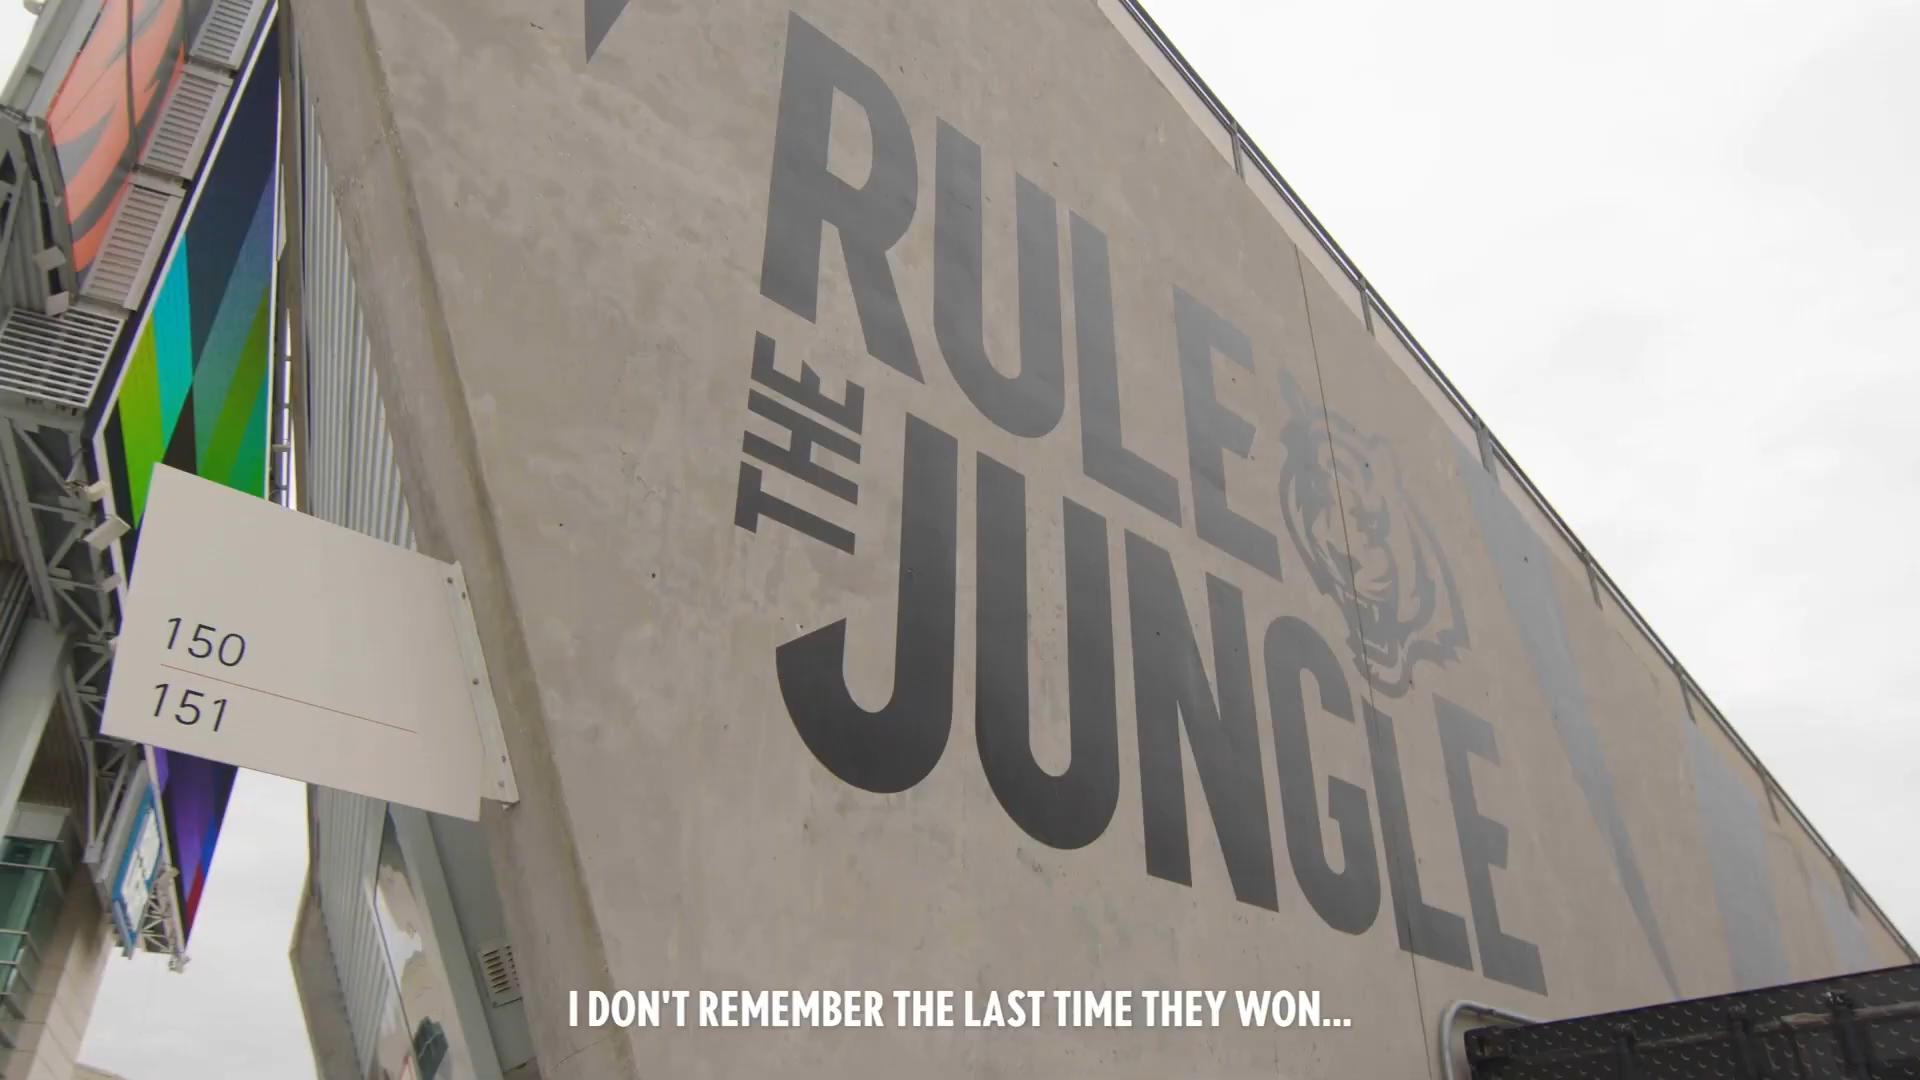 RULE
THE
JUNGLE
150
151
I DON'T REMEMBER THE LAST TIME THEY WON...